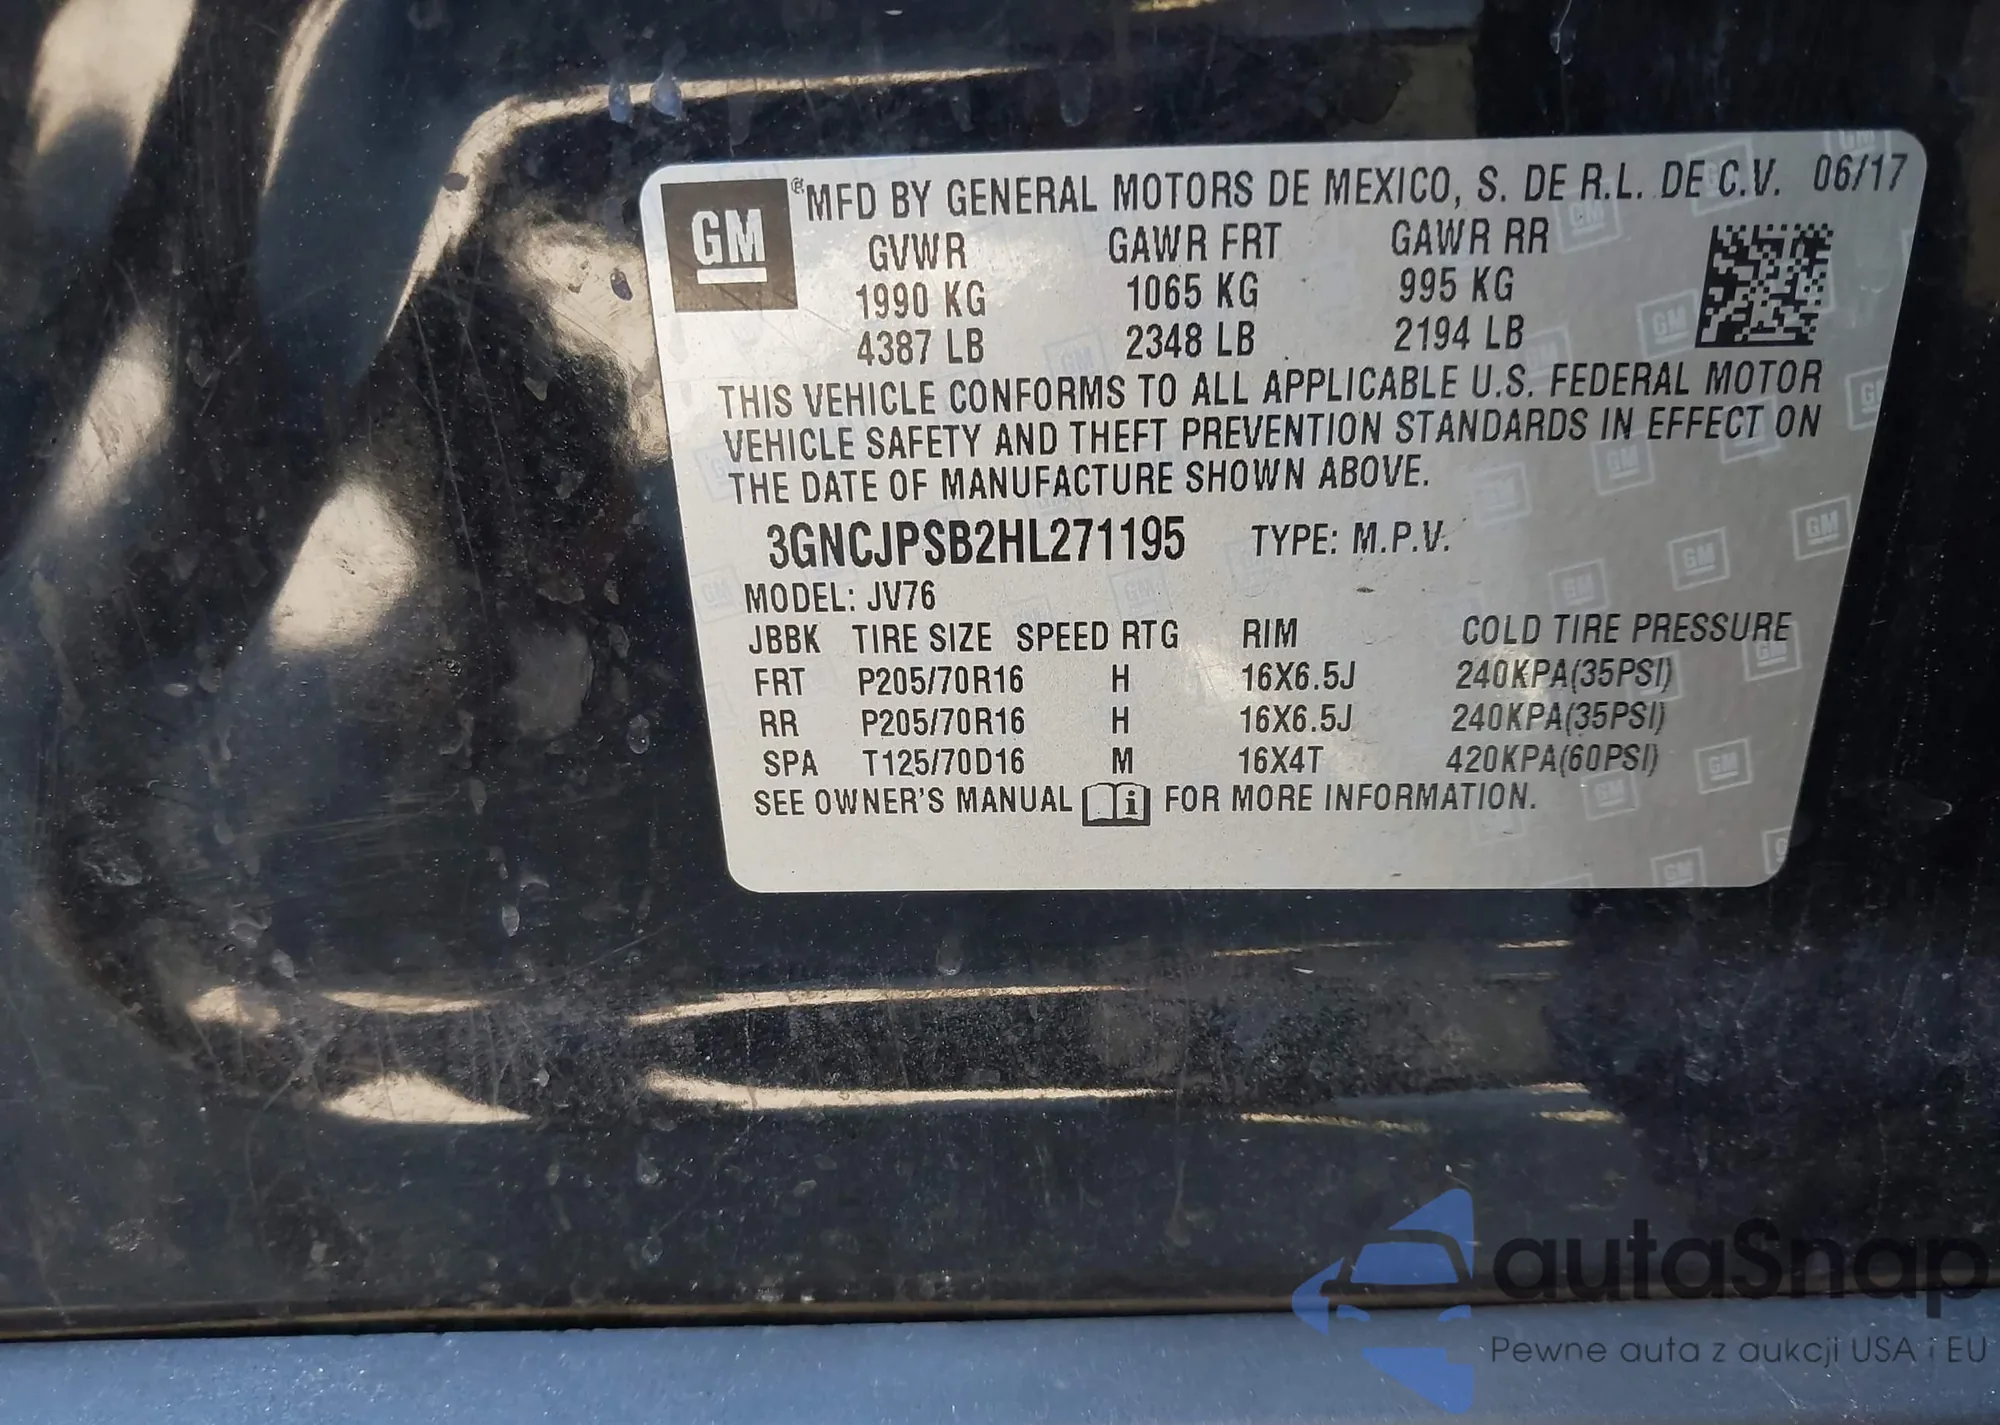 GM ® MFD BY GENERAL MOTORS DE MEXICO, S. DE R.L. DE C.V. 06/17
GVWR GAWR FRT GAWR RR
1990 KG 1065 KG 995 KG
4387 LB 2348 LB 2194 LB
THIS VEHICLE CONFORMS TO ALL APPLICABLE U.S. FEDERAL MOTOR
VEHICLE SAFETY AND THEFT PREVENTION STANDARDS IN EFFECT ON
THE DATE OF MANUFACTURE SHOWN ABOVE.
3GNCJPSB2HL271195 TYPE: M.P.V.
MODEL: JV76
JBBK TIRE SIZE SPEED RTG RIM COLD TIRE PRESSURE
FRT P205/70R16 H 16X6.5J 240KPA(35PSI)
RR P205/70R16 H 16X6.5J 240KPA(35PSI)
SPA T125/70D16 M 16X4T 420KPA(60PSI)
SEE OWNER'S MANUAL i FOR MORE INFORMATION.
autaSnap
Pewne auta z aukcji USA i EU